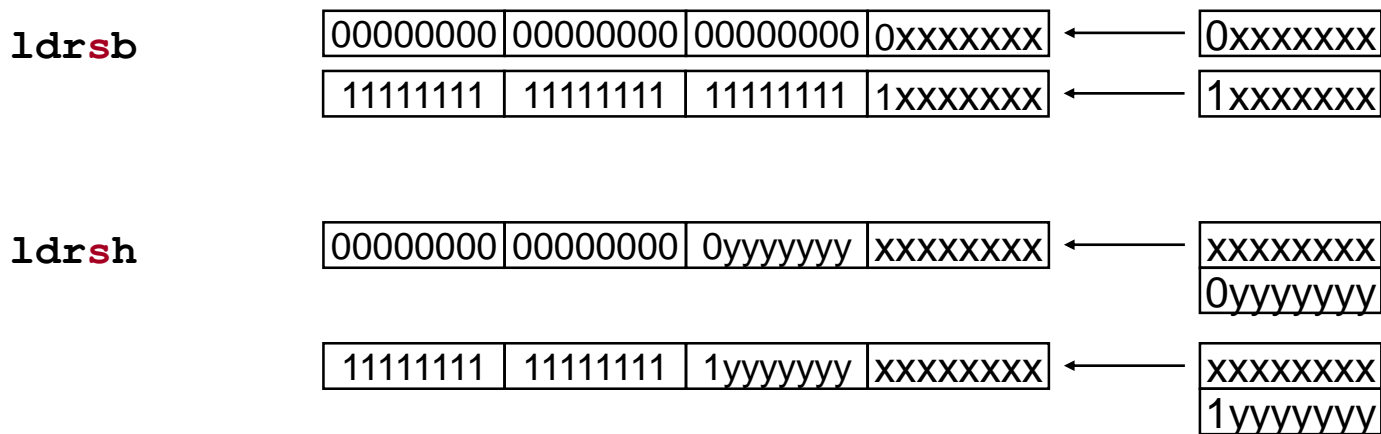 ldrsb 00000000 00000000 00000000 0xxxxxxx 0xxxxxxx
11111111 11111111 11111111 1xxxxxxx 1xxxxxxx
ldrsh 00000000 00000000 0yyyyyyy xxxxxxxx xxxxxxxx
0yyyyyyy
11111111 11111111 1yyyyyyy xxxxxxxx xxxxxxxx
1yyyyyyy